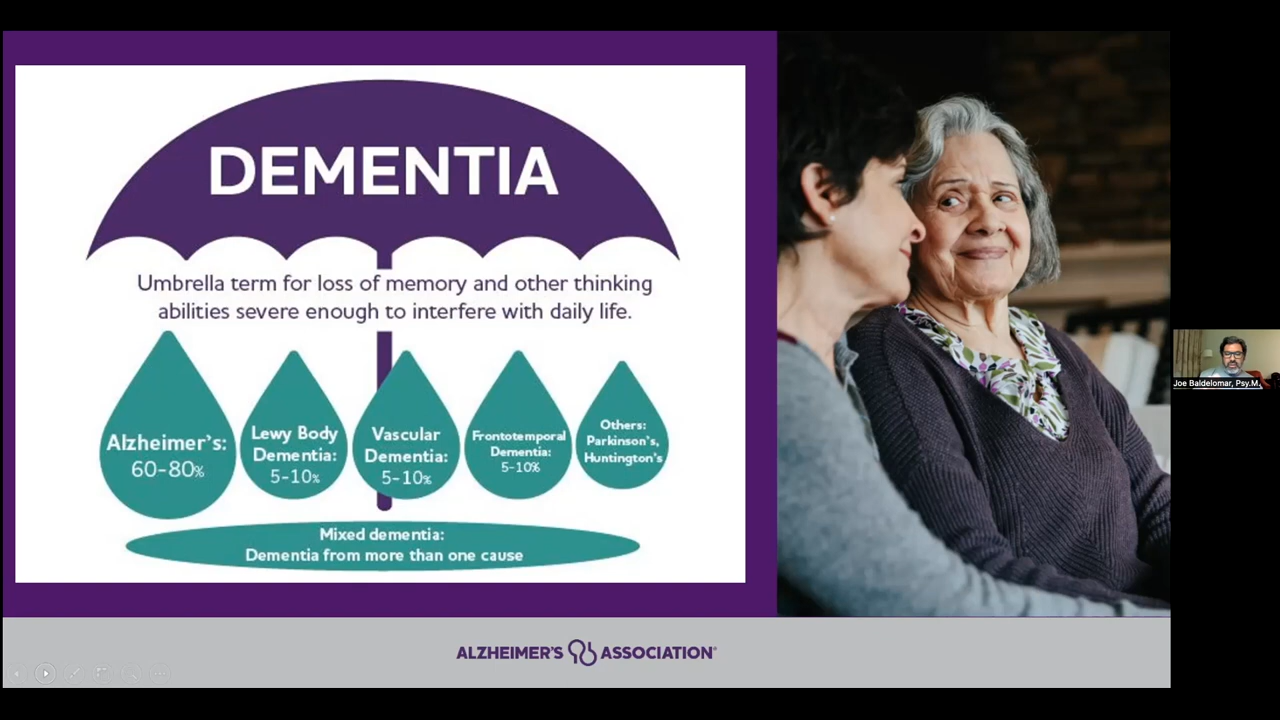 DEMENTIA
Umbrella term for loss of memory and other thinking
abilities severe enough to interfere with daily life.
Alzheimer's:
60-80%
Lewy Body
Dementia:
5-10%
Vascular
Dementia:
5-10%
Frontotemporal
Dementia:
5-10%
Others:
Parkinson's,
Huntington's
Mixed dementia:
Dementia from more than one cause
ALZHEIMER'S ASSOCIATION®
Joe Baldelomar, Psy.M.